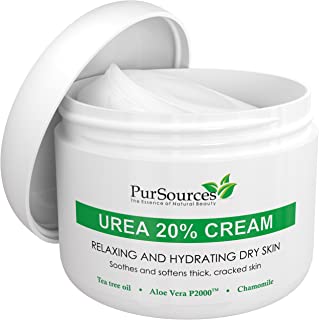 PurSources
The Essence of Natural Beauty
UREA 20% CREAM
RELAXING AND HYDRATING DRY SKIN
Soothes and softens thick, cracked skin
Tea tree oil • Aloe Vera P2000™ • Chamomile